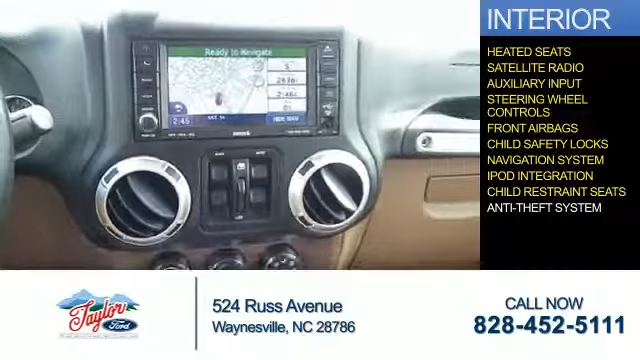 INTERIOR
HEATED SEATS
SATELLITE RADIO
AUXILIARY INPUT
STEERING WHEEL
CONTROLS
FRONT AIRBAGS
CHILD SAFETY LOCKS
NAVIGATION SYSTEM
IPOD INTEGRATION
CHILD RESTRAINT SEATS
ANTI-THEFT SYSTEM
Ready to Navigate
2:45
Taylor
Ford
524 Russ Avenue
Waynesville, NC 28786
CALL NOW
828-452-5111